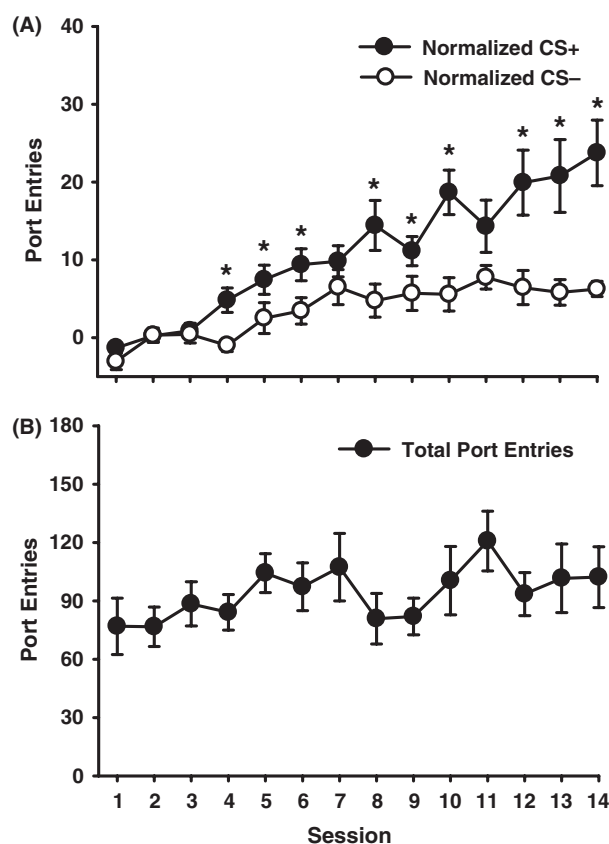 (A)
40
30
20
10
0
Port Entries
Normalized CS+
Normalized CS–
* * * * * * * * *
(B)
180
150
120
90
60
30
0
Port Entries
Total Port Entries
1 2 3 4 5 6 7 8 9 10 11 12 13 14
Session